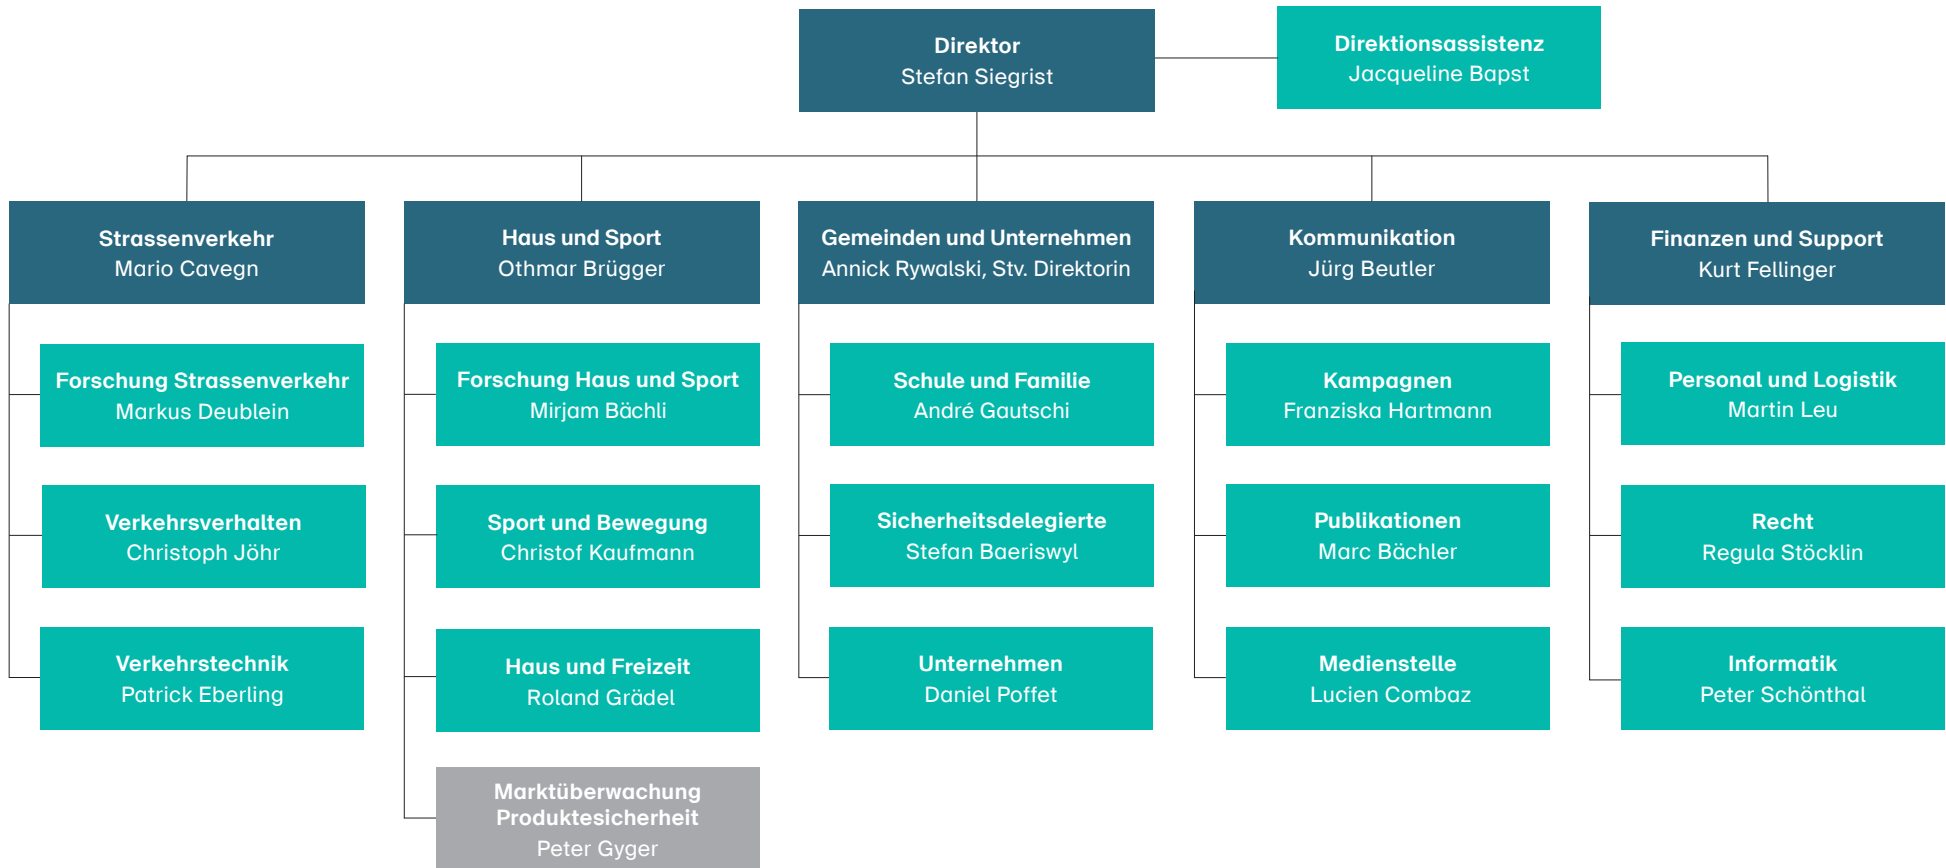 Direktor
Stefan Siegrist
Direktionsassistenz
Jacqueline Bapst
Strassenverkehr
Mario Cavegn
Haus und Sport
Othmar Brügger
Gemeinden und Unternehmen
Annick Rywalski, Stv. Direktorin
Kommunikation
Jürg Beutler
Finanzen und Support
Kurt Fellinger
Forschung Strassenverkehr
Markus Deublein
Forschung Haus und Sport
Mirjam Bächli
Schule und Familie
André Gautschi
Kampagnen
Franziska Hartmann
Personal und Logistik
Martin Leu
Verkehrsverhalten
Christoph Jöhr
Sport und Bewegung
Christof Kaufmann
Sicherheitsdelegierte
Stefan Baeriswyl
Publikationen
Marc Bächler
Recht
Regula Stöcklin
Verkehrstechnik
Patrick Eberling
Haus und Freizeit
Roland Grädel
Unternehmen
Daniel Poffet
Medienstelle
Lucien Combaz
Informatik
Peter Schönthal
Marktüberwachung
Produktesicherheit
Peter Gyger